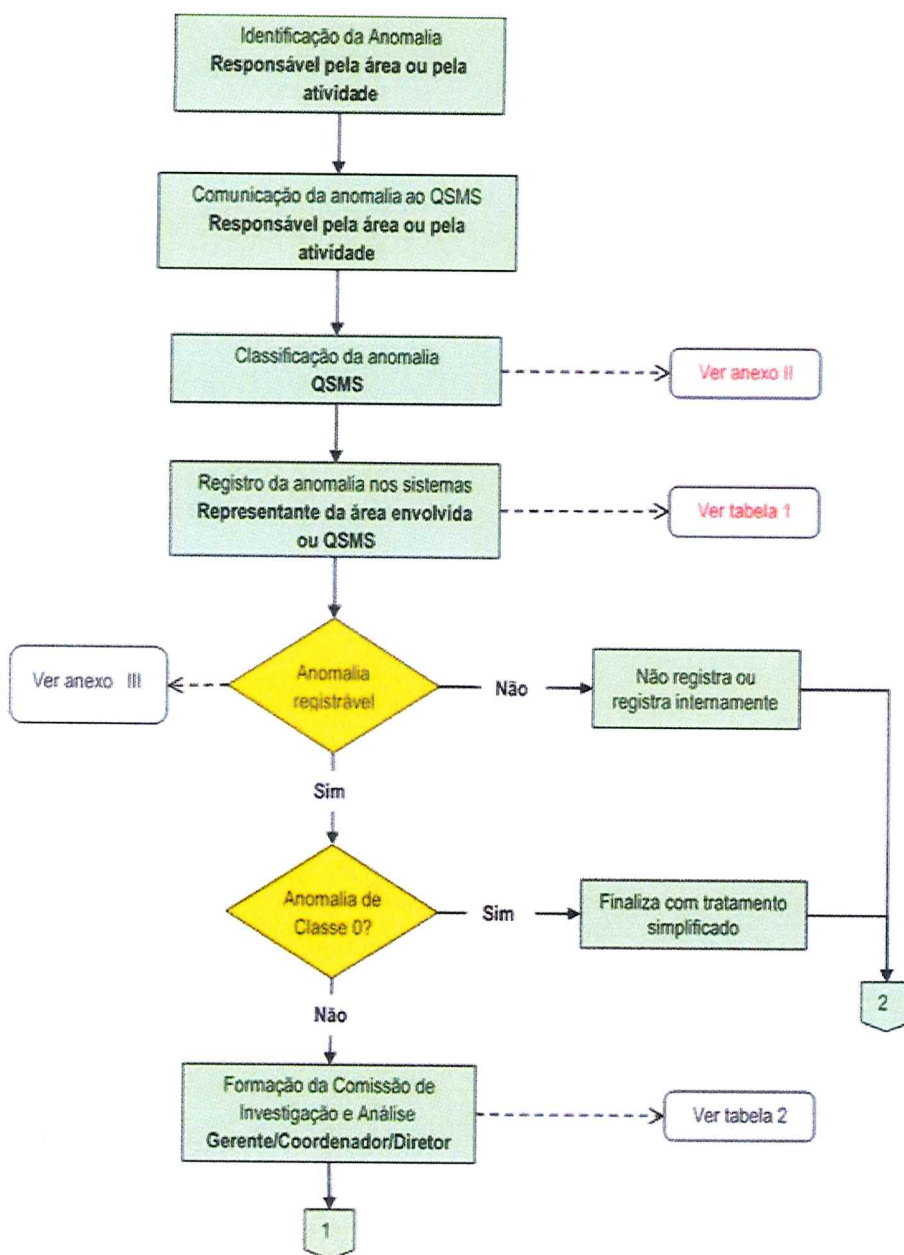 Identificação da Anomalia
Responsável pela área ou pela
atividade
Comunicação da anomalia ao QSMS
Responsável pela área ou pela
atividade
Classificação da anomalia
QSMS
Ver anexo II
Registro da anomalia nos sistemas
Representante da área envolvida
ou QSMS
Ver tabela 1
Ver anexo III
Anomalia
registrável
Não
Não registra ou
registra internamente
Sim
Anomalia de
Classe 0?
Sim
Finaliza com tratamento
simplificado
2
Não
Formação da Comissão de
Investigação e Análise
Gerente/Coordenador/Diretor
Ver tabela 2
1